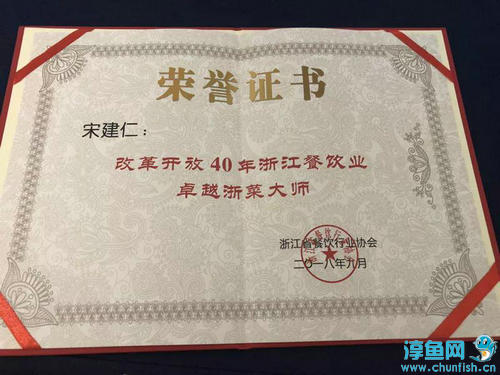 荣誉证书
宋建仁：
改革开放40年浙江餐饮业
卓越浙菜大师
浙江省餐饮行业协会
二〇一八年九月
淳鱼网
www.chunfish.cn